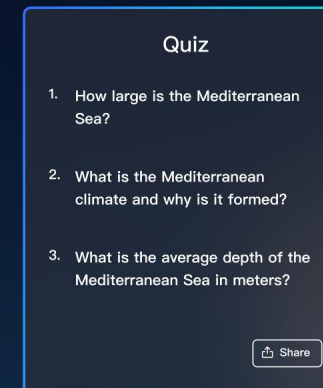 Quiz
1. How large is the Mediterranean
Sea?
2. What is the Mediterranean
climate and why is it formed?
3. What is the average depth of the
Mediterranean Sea in meters?
Share